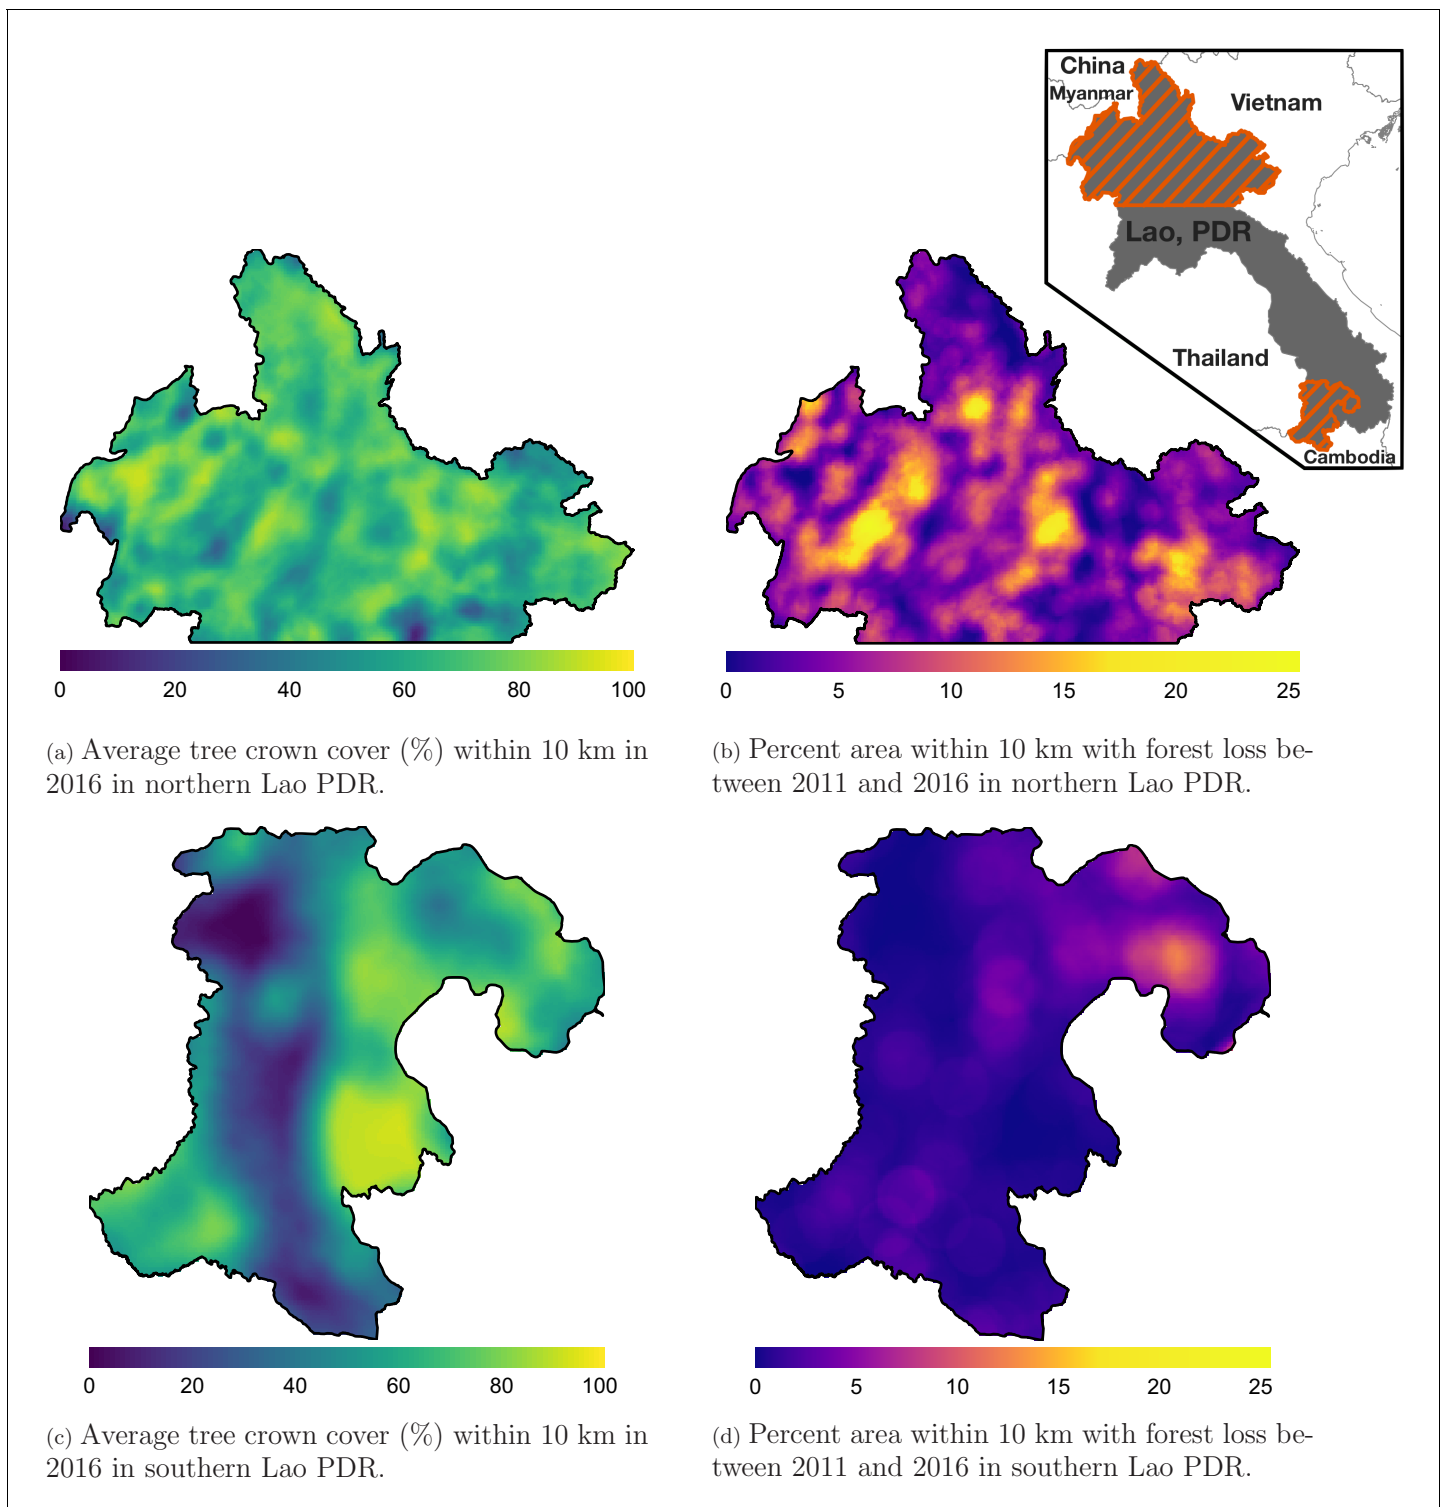 China
Myanmar
Vietnam
Lao, PDR
Thailand
Cambodia
0 20 40 60 80 100
0 5 10 15 20 25
(a) Average tree crown cover (%) within 10 km in
2016 in northern Lao PDR.
(b) Percent area within 10 km with forest loss be-
tween 2011 and 2016 in northern Lao PDR.
0 20 40 60 80 100
0 5 10 15 20 25
(c) Average tree crown cover (%) within 10 km in
2016 in southern Lao PDR.
(d) Percent area within 10 km with forest loss be-
tween 2011 and 2016 in southern Lao PDR.